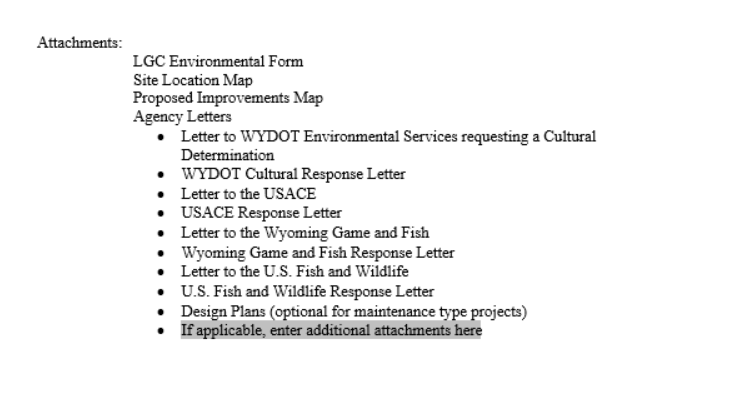 Attachments:
LGC Environmental Form
Site Location Map
Proposed Improvements Map
Agency Letters
• Letter to WYDOT Environmental Services requesting a Cultural
Determination
• WYDOT Cultural Response Letter
• Letter to the USACE
• USACE Response Letter
• Letter to the Wyoming Game and Fish
• Wyoming Game and Fish Response Letter
• Letter to the U.S. Fish and Wildlife
• U.S. Fish and Wildlife Response Letter
• Design Plans (optional for maintenance type projects)
• If applicable, enter additional attachments here